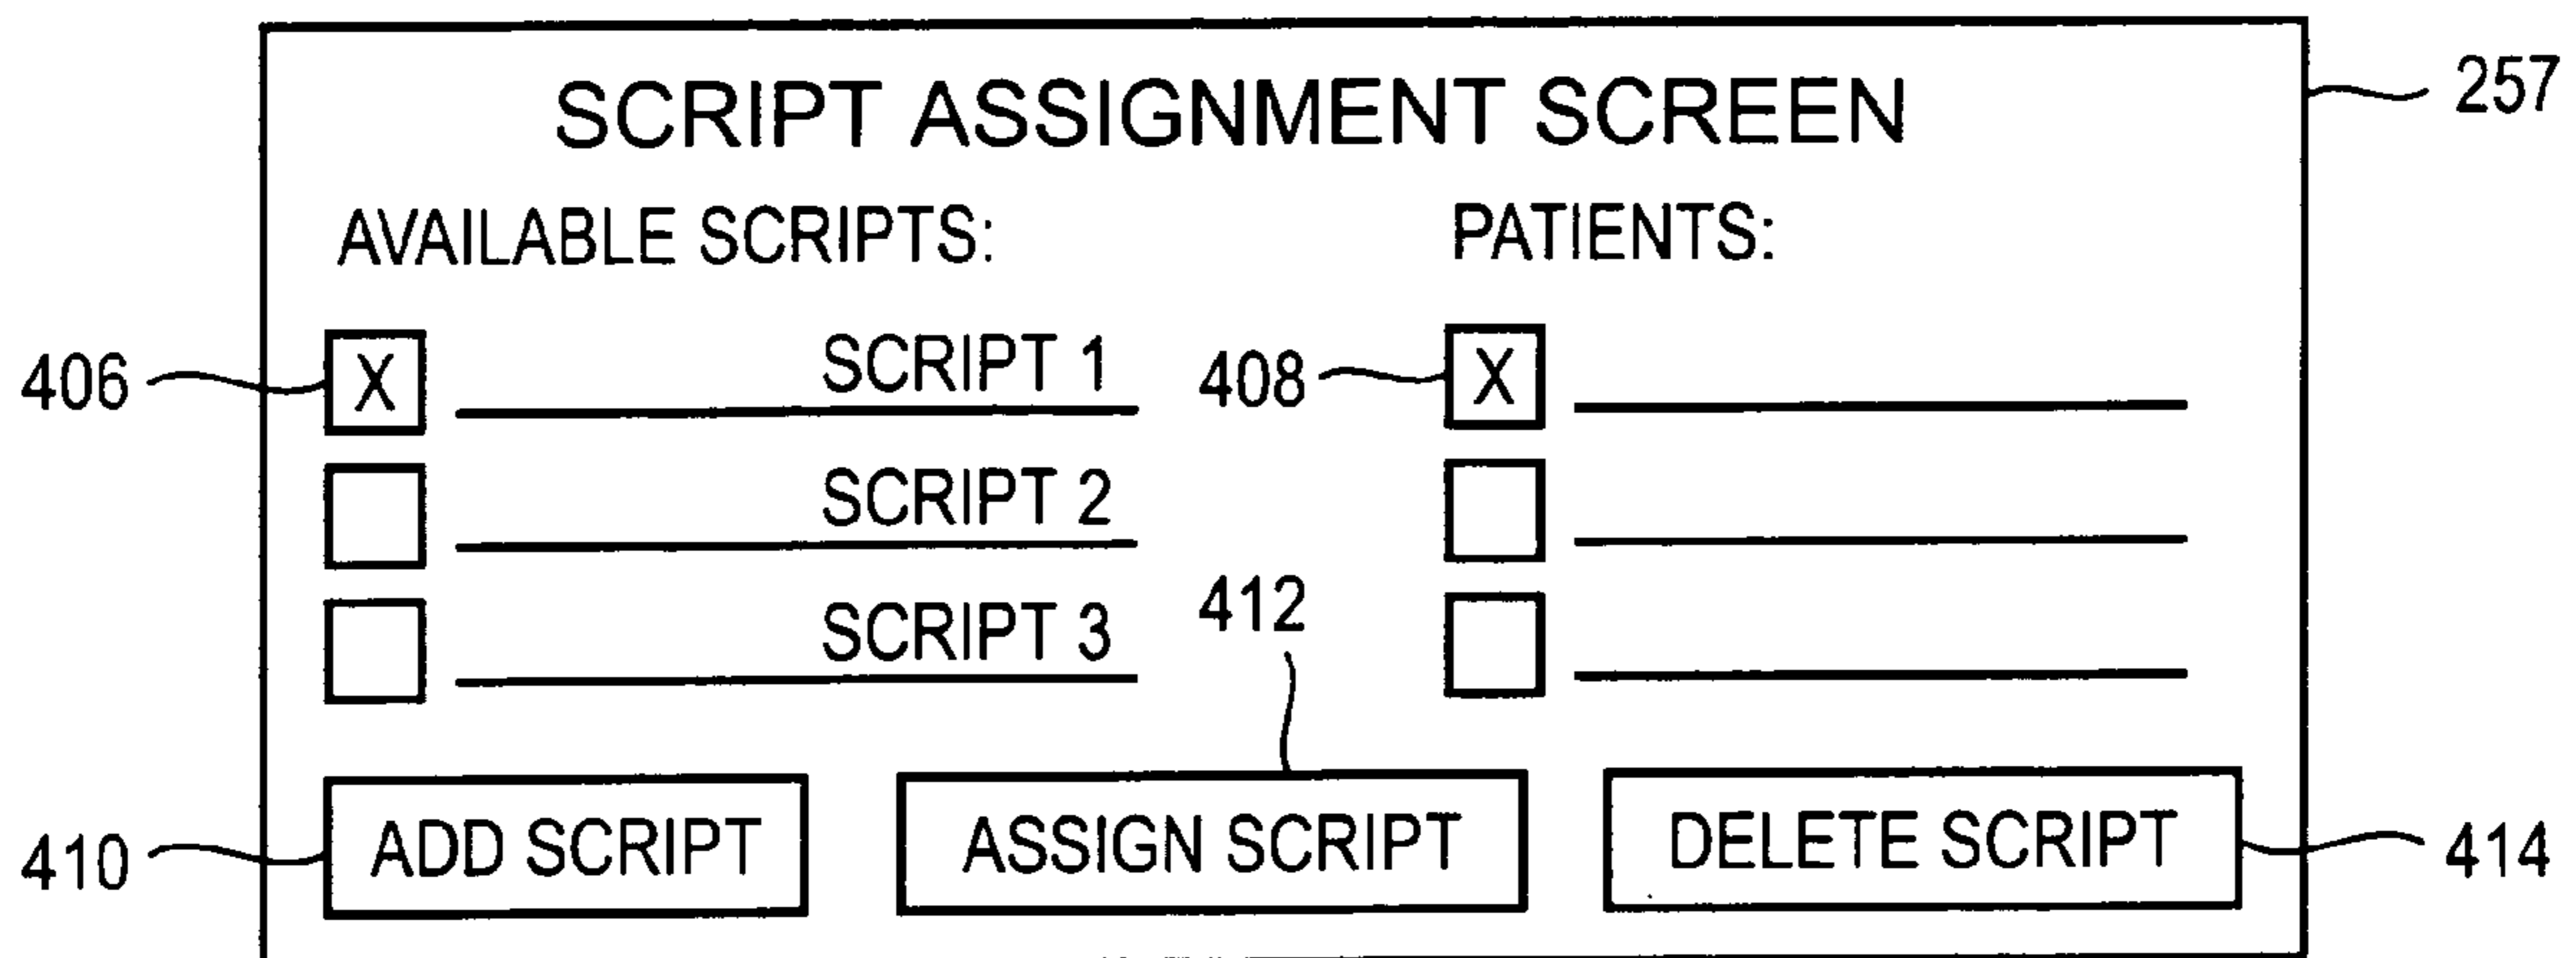 SCRIPT ASSIGNMENT SCREEN
257
AVAILABLE SCRIPTS: PATIENTS:
406 X SCRIPT 1 408 X
SCRIPT 2
412
SCRIPT 3
410 ADD SCRIPT ASSIGN SCRIPT DELETE SCRIPT 414